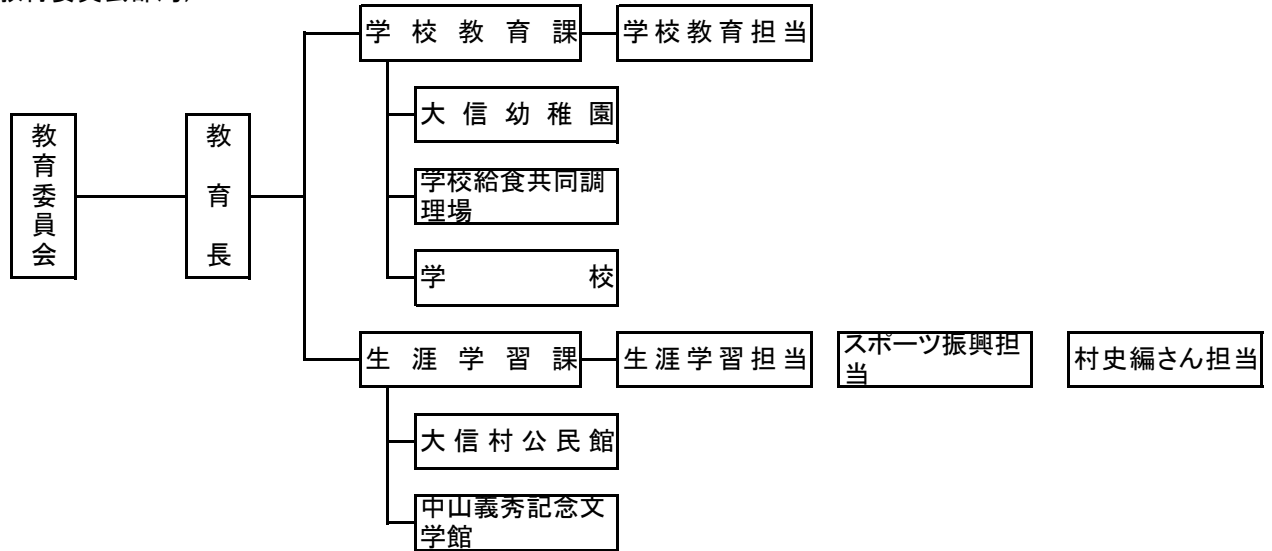 学校教育課
学校教育担当
大信幼稚園
教育委員会
教育長
学校給食共同調
理場
学校
生涯学習課
生涯学習担当
スポーツ振興担
当
村史編さん担当
大信村公民館
中山義秀記念文
学館